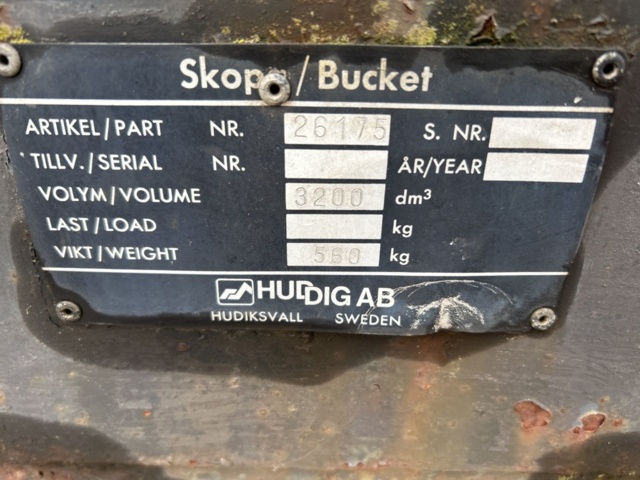 Skopa/Bucket
ARTIKEL/PART NR. 26175 S. NR.
TILLV./SERIAL NR. ÅR/YEAR
VOLYM/VOLUME 3200 dm³
LAST/LOAD kg
VIKT/WEIGHT 560 kg
HUDDIG AB
HUDIKSVALL SWEDEN